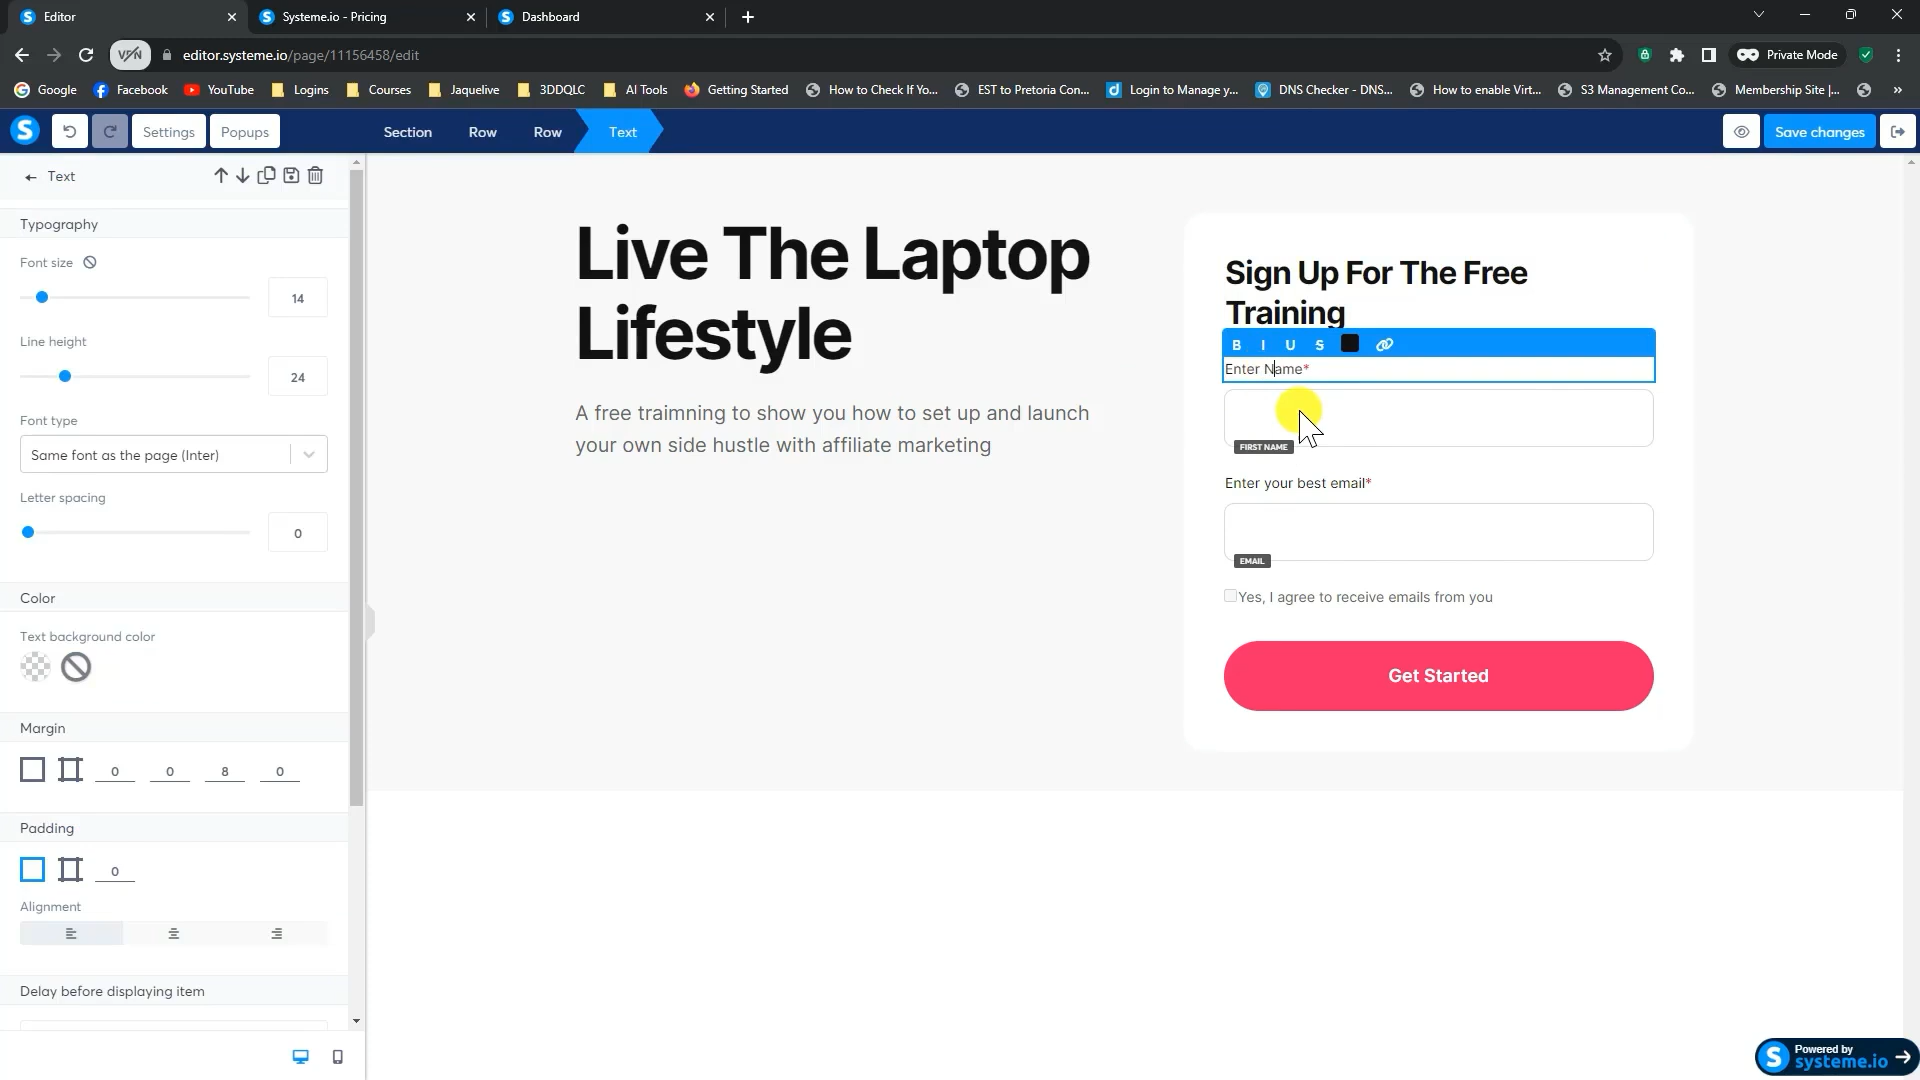 Editor
Systeme.io - Pricing
Dashboard
VPN
editor.systeme.io/page/11156458/edit
Private Mode
Google
Facebook
YouTube
Logins
Courses
Jaquelive
3DDQLC
AI Tools
Getting Started
How to Check If Yo...
EST to Pretoria Con...
Login to Manage y...
DNS Checker - DNS...
How to enable Virt...
S3 Management Co...
Membership Site |...
Settings
Popups
Section
Row
Row
Text
Save changes
Text
Typography
Font size
14
Line height
24
Font type
Same font as the page (Inter)
Letter spacing
0
Color
Text background color
Margin
0 0 8 0
Padding
0
Alignment
Delay before displaying item
Live The Laptop
Lifestyle
A free traimning to show you how to set up and launch
your own side hustle with affiliate marketing
Sign Up For The Free
Training
B I U S
Enter Name*
FIRST NAME
Enter your best email*
EMAIL
Yes, I agree to receive emails from you
Get Started
Powered by
systeme.io